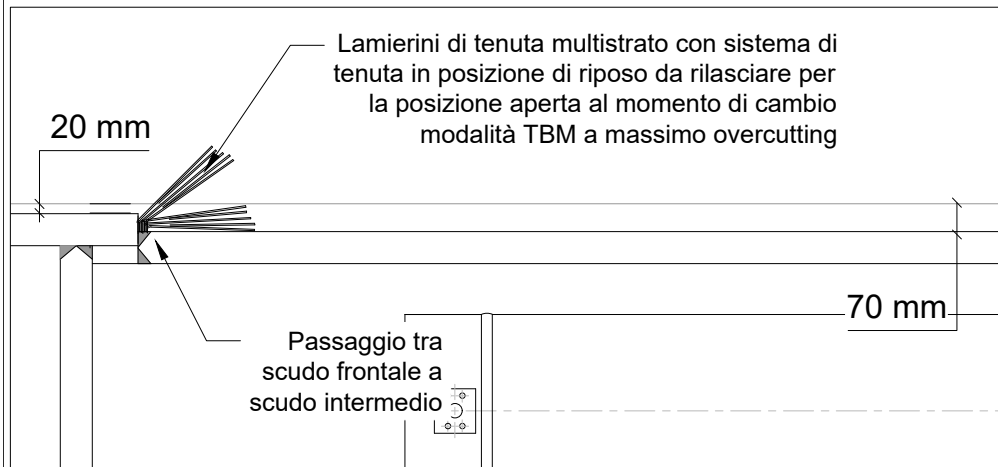 Lamierini di tenuta multistrato con sistema di
tenuta in posizione di riposo da rilasciare per
la posizione aperta al momento di cambio
modalità TBM a massimo overcutting
20 mm
70 mm
Passaggio tra
scudo frontale a
scudo intermedio